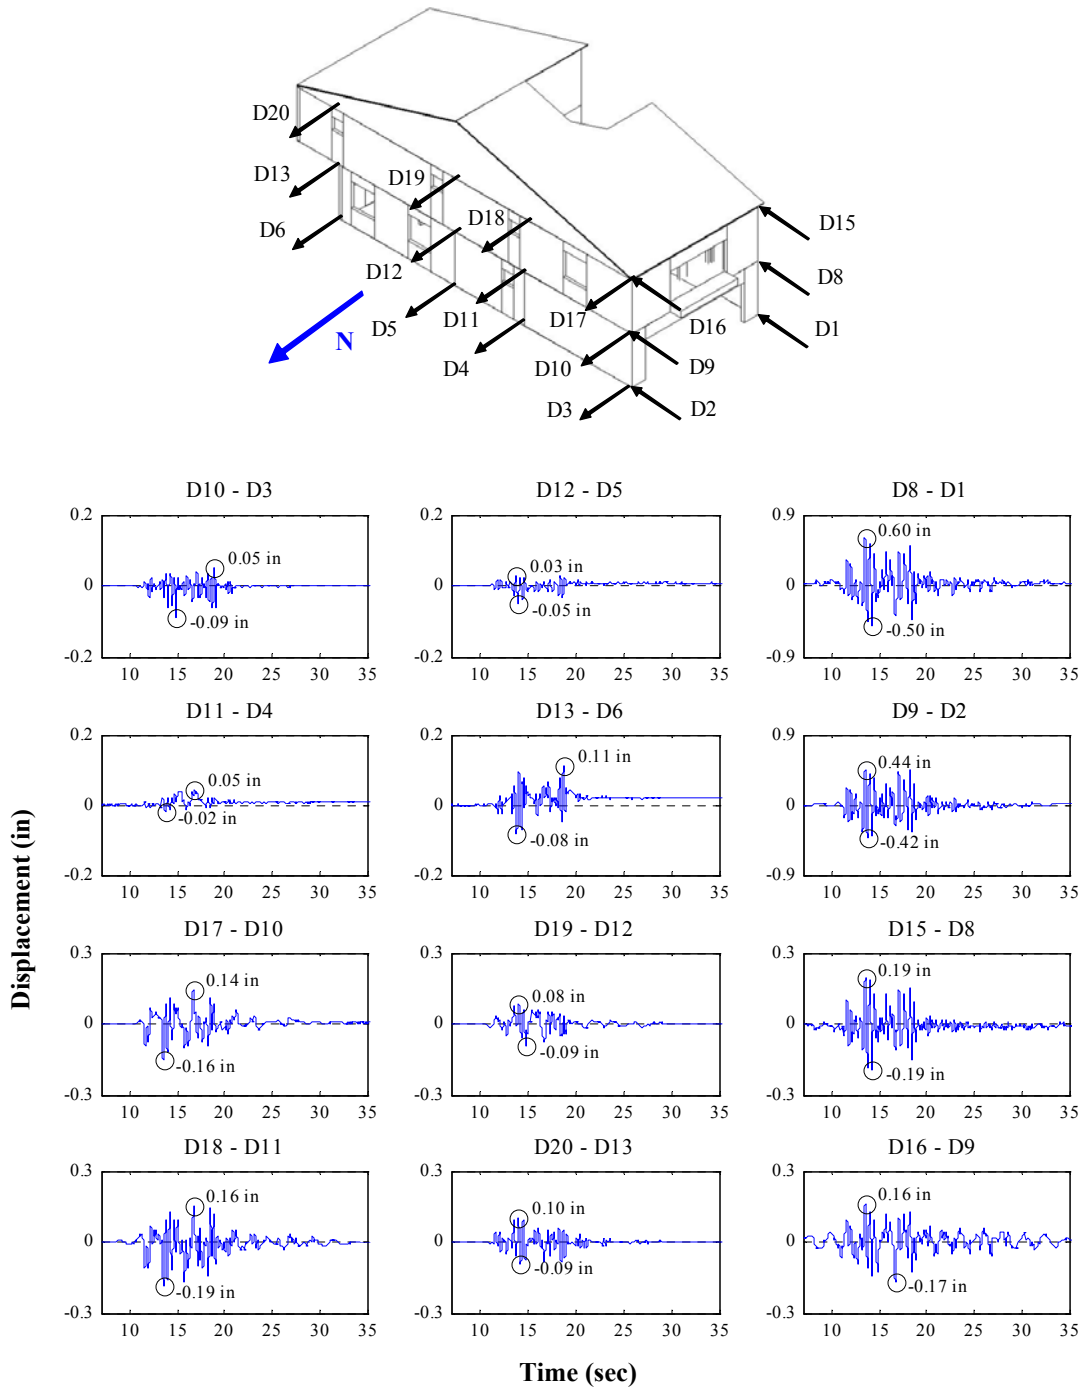 D20
D13
D19
D6
D18
D15
D12
D8
D5
D11
D17
D16
D1
N
D4
D10
D9
D3
D2
D10 - D3
D12 - D5
D8 - D1
0.2
0
-0.2
0.05 in
-0.09 in
10 15 20 25 30 35
0.2
0
-0.2
0.03 in
-0.05 in
10 15 20 25 30 35
0.9
0
-0.9
0.60 in
-0.50 in
10 15 20 25 30 35
D11 - D4
D13 - D6
D9 - D2
0.2
0
-0.2
0.05 in
-0.02 in
10 15 20 25 30 35
0.2
0
-0.2
0.11 in
-0.08 in
10 15 20 25 30 35
0.9
0
-0.9
0.44 in
-0.42 in
10 15 20 25 30 35
Displacement (in)
D17 - D10
D19 - D12
D15 - D8
0.3
0
-0.3
0.14 in
-0.16 in
10 15 20 25 30 35
0.3
0
-0.3
0.08 in
-0.09 in
10 15 20 25 30 35
0.3
0
-0.3
0.19 in
-0.19 in
10 15 20 25 30 35
D18 - D11
D20 - D13
D16 - D9
0.3
0
-0.3
0.16 in
-0.19 in
10 15 20 25 30 35
0.3
0
-0.3
0.10 in
-0.09 in
10 15 20 25 30 35
0.3
0
-0.3
0.16 in
-0.17 in
10 15 20 25 30 35
Time (sec)